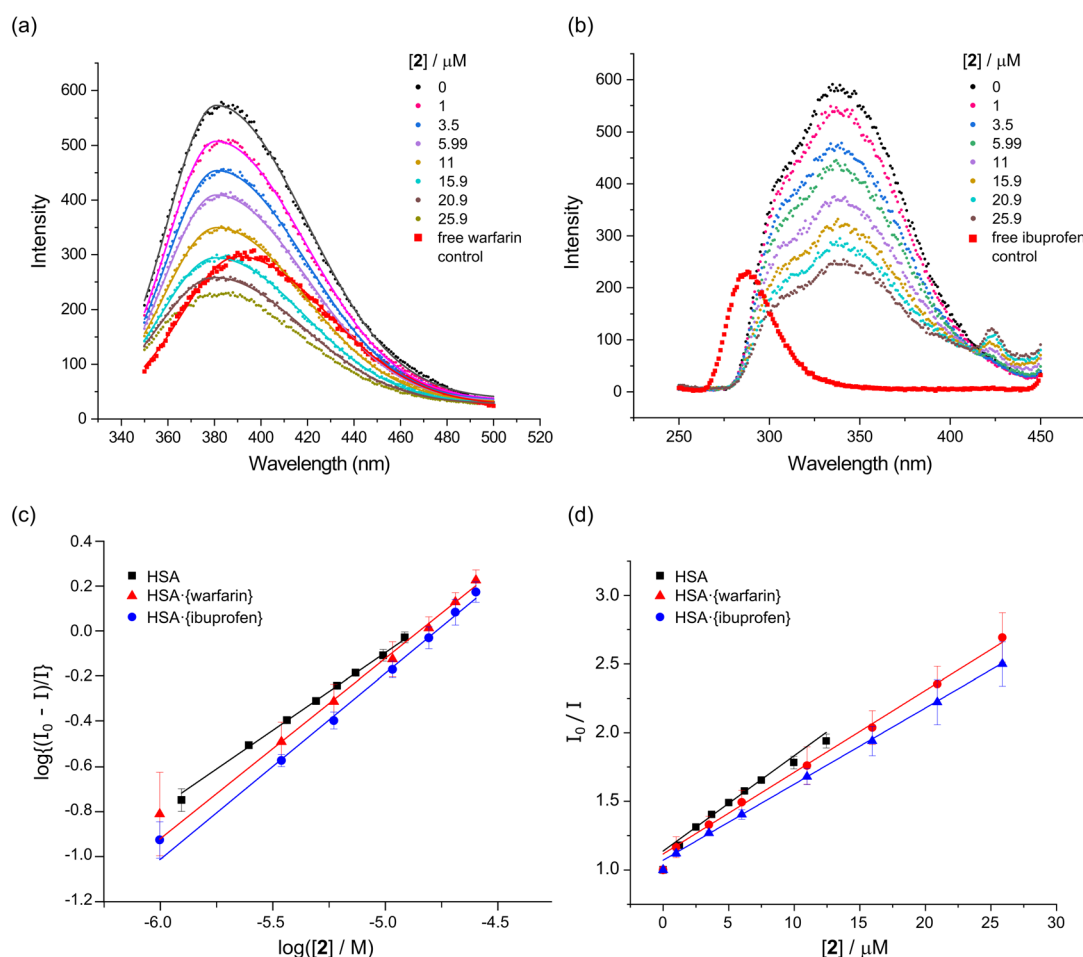 (a)
[2] / μM
0
1
3.5
5.99
11
15.9
20.9
25.9
free warfarin
control
600
500
400
300
200
100
0
Intensity
340 360 380 400 420 440 460 480 500 520
Wavelength (nm)
(b)
[2] / μM
0
1
3.5
5.99
11
15.9
20.9
25.9
free ibuprofen
control
600
500
400
300
200
100
0
Intensity
250 300 350 400 450
Wavelength (nm)
(c)
HSA
HSA·{warfarin}
HSA·{ibuprofen}
0.4
0.2
0.0
-0.2
-0.4
-0.6
-0.8
-1.0
-1.2
log{(I₀ - I)/I}
-6.0 -5.5 -5.0 -4.5
log([2] / M)
(d)
HSA
HSA·{warfarin}
HSA·{ibuprofen}
3.0
2.5
2.0
1.5
1.0
I₀ / I
0 5 10 15 20 25 30
[2] / μM